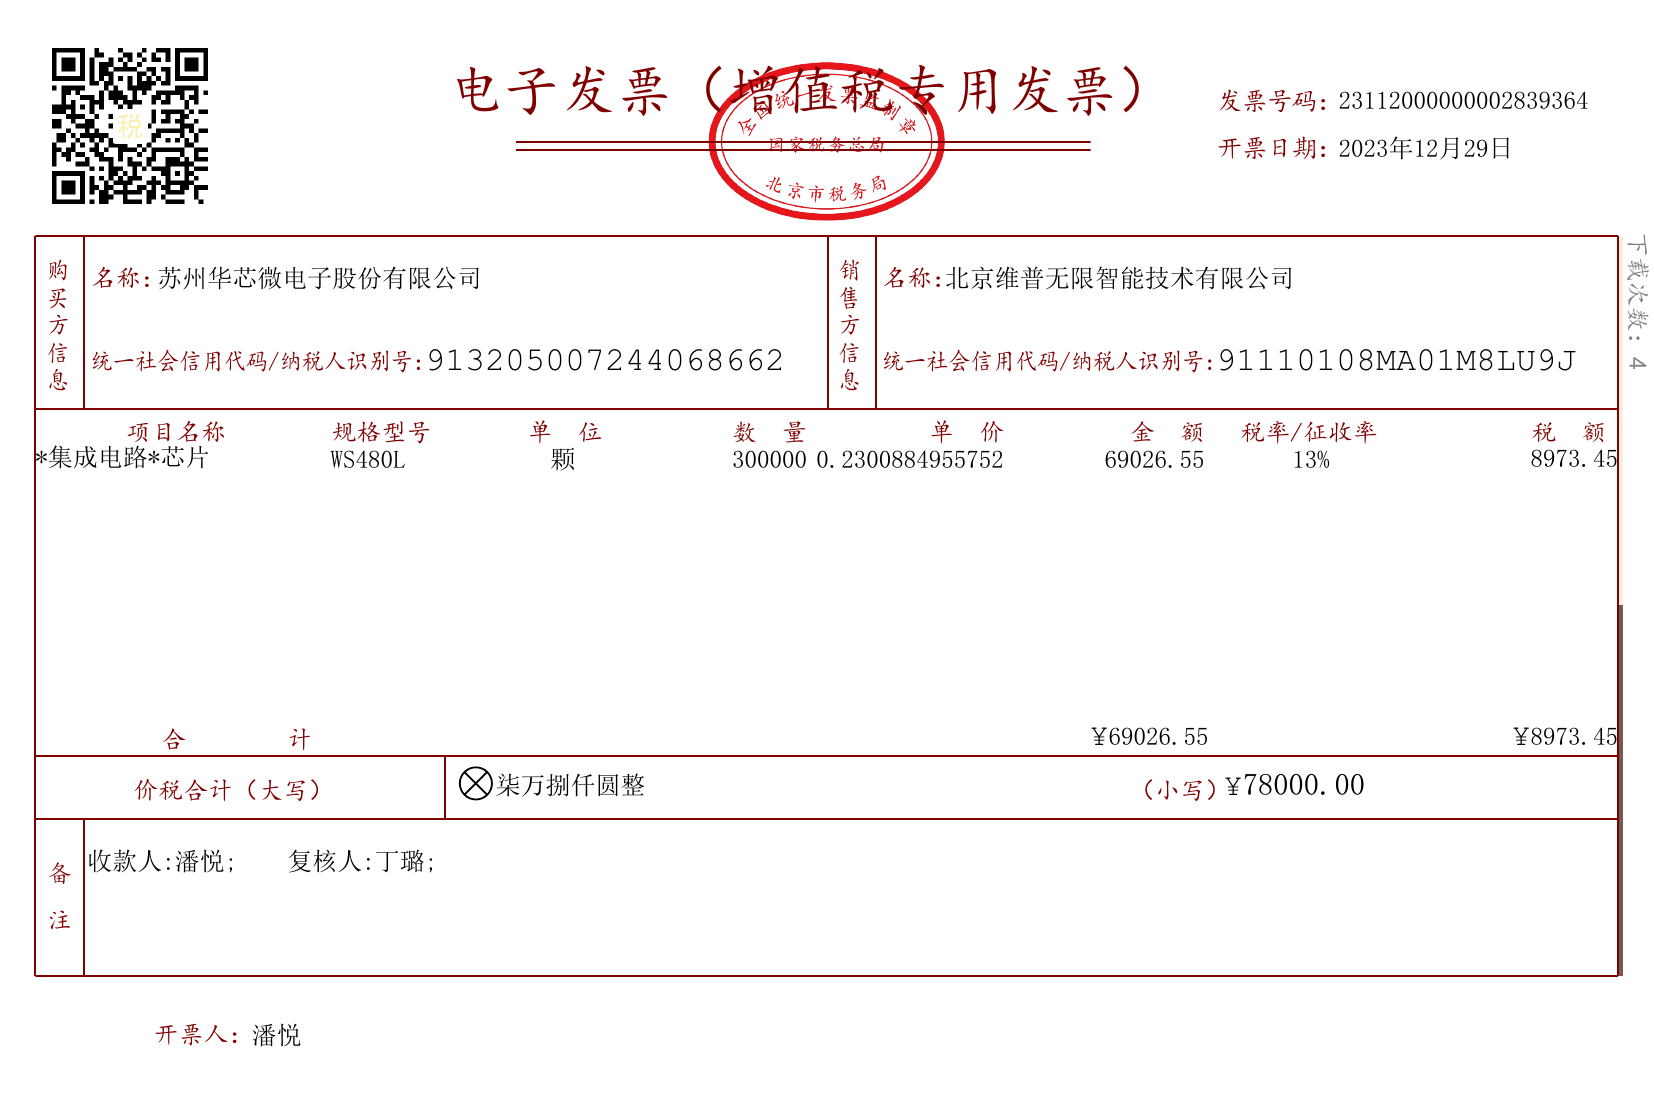 电子发票（增值税专用发票）
全国统一发票监制章
国家税务总局
北京市税务局
税
发票号码：23112000000002839364
开票日期：2023年12月29日
下载次数：4
购买方信息
名称：苏州华芯微电子股份有限公司
统一社会信用代码/纳税人识别号：913205007244068662
销售方信息
名称：北京维普无限智能技术有限公司
统一社会信用代码/纳税人识别号：91110108MA01M8LU9J
项目名称 规格型号 单 位 数 量 单 价 金 额 税率/征收率 税 额
*集成电路*芯片 WS480L 颗 300000 0.2300884955752 69026.55 13% 8973.45
合 计 ¥69026.55 ¥8973.45
价税合计（大写） ⊗柒万捌仟圆整 （小写）¥78000.00
备注
收款人:潘悦; 复核人:丁璐;
开票人：潘悦